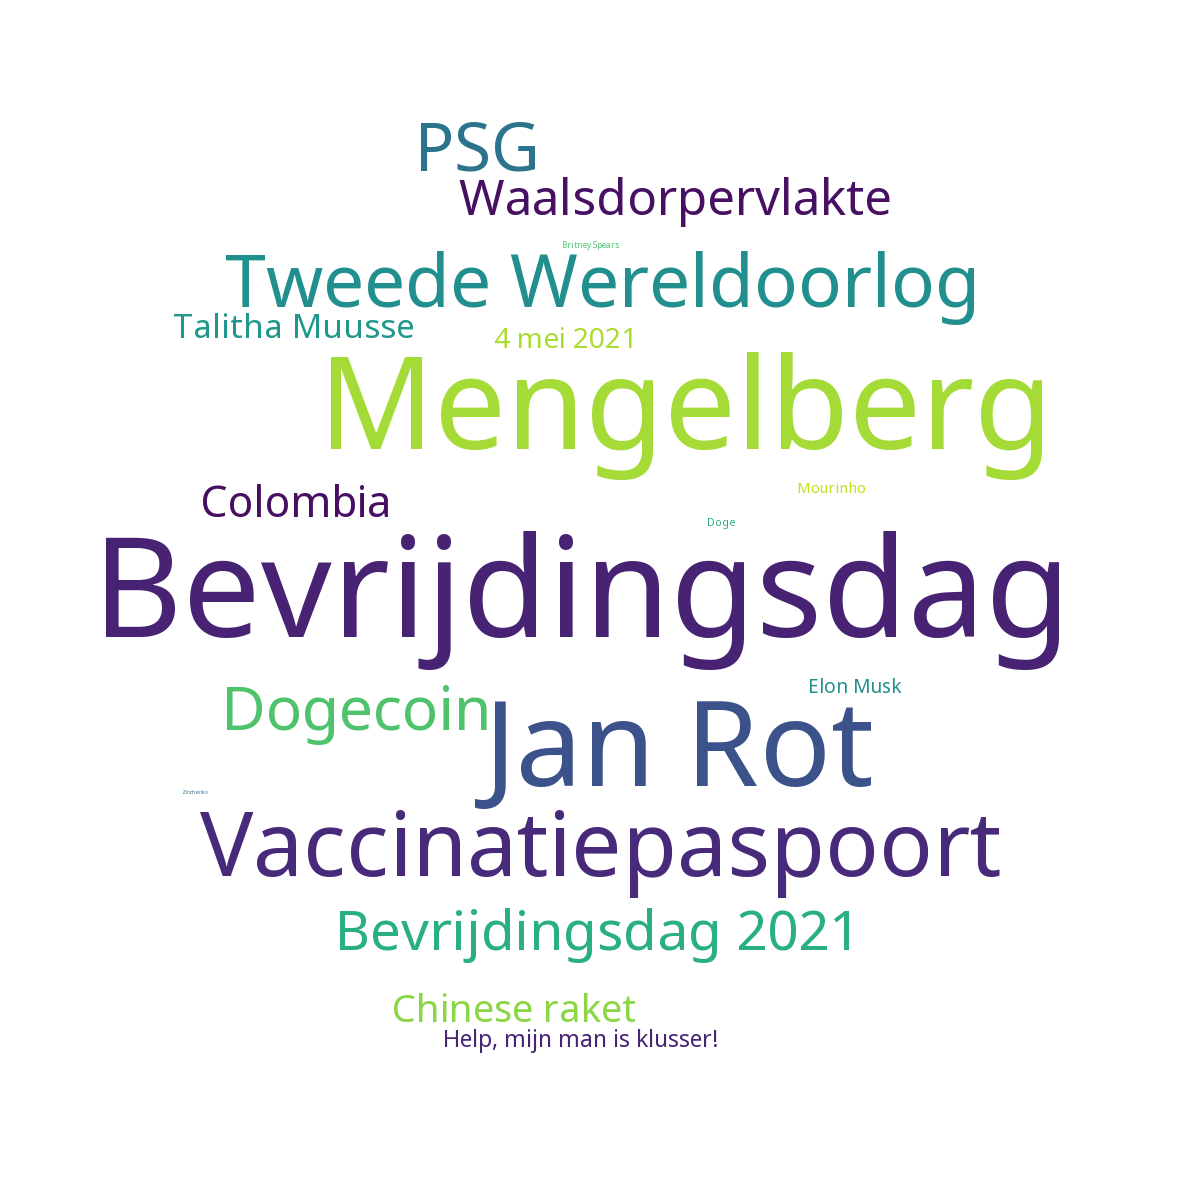 PSG
Waalsdorpervlakte
Britney Spears
Tweede Wereldoorlog
Talitha Muusse
4 mei 2021
Mengelberg
Colombia
Mourinho
Doge
Bevrijdingsdag
Elon Musk
Dogecoin
Jan Rot
Zinchenko
Vaccinatiepaspoort
Bevrijdingsdag 2021
Chinese raket
Help, mijn man is klusser!